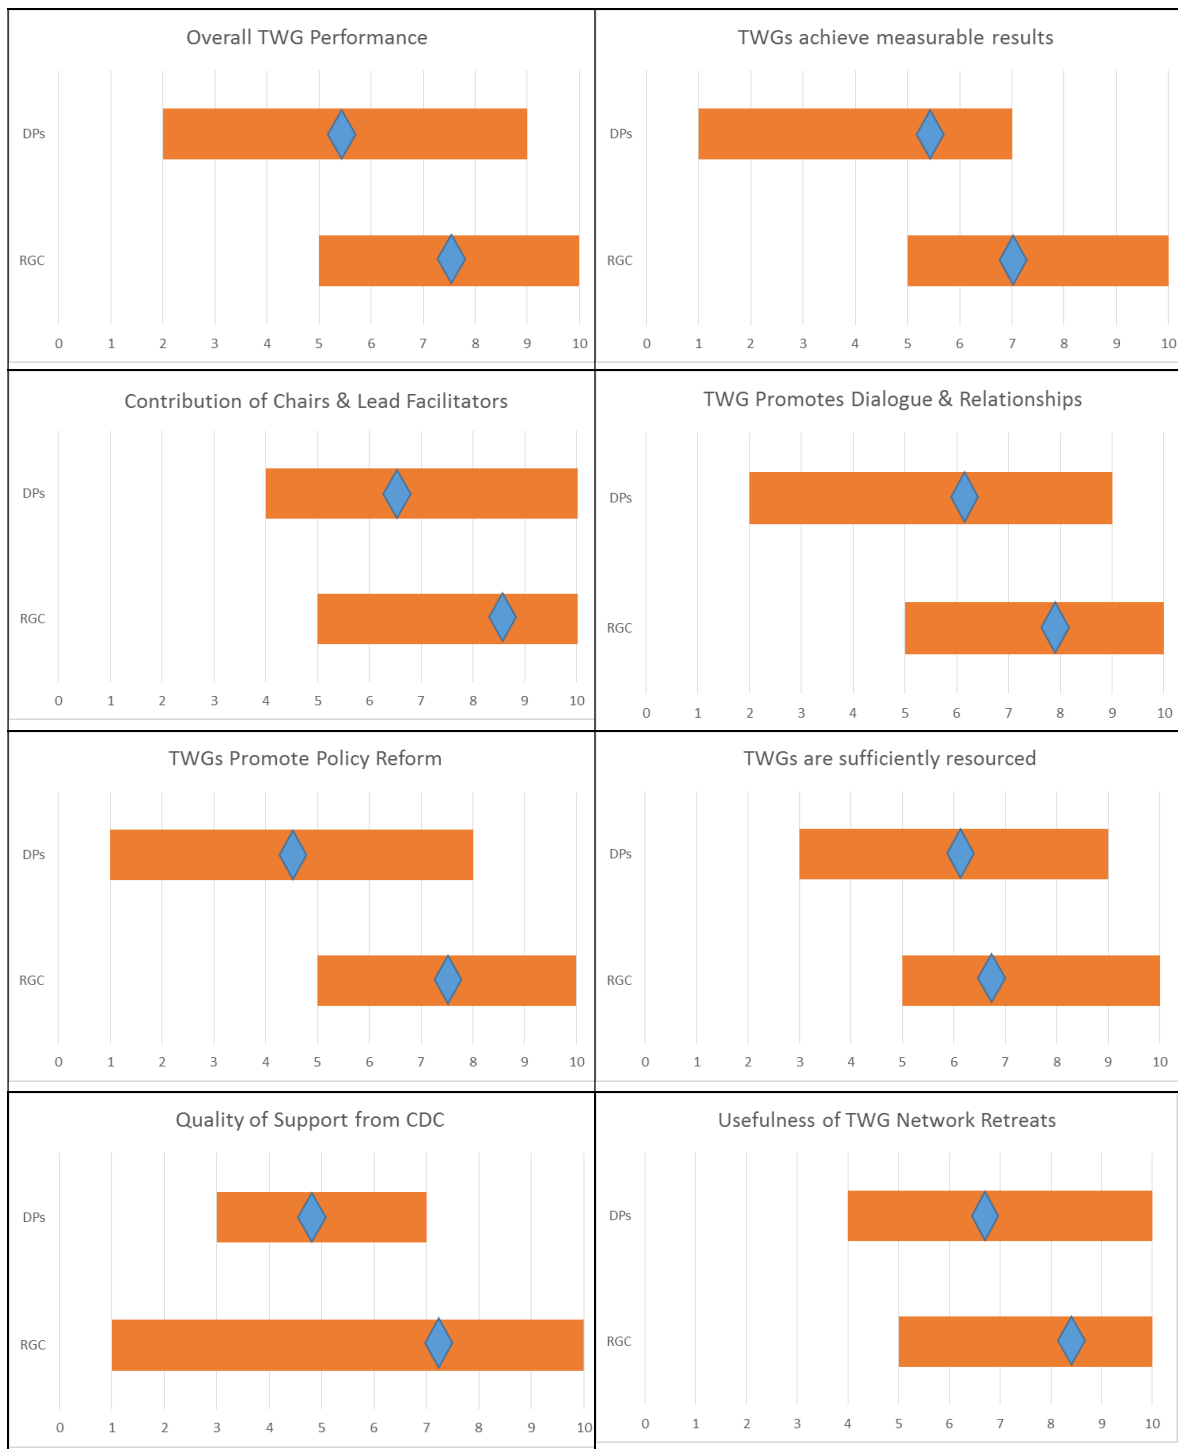 Overall TWG Performance
DPs
RGC
0 1 2 3 4 5 6 7 8 9 10
TWGs achieve measurable results
DPs
RGC
0 1 2 3 4 5 6 7 8 9 10
Contribution of Chairs & Lead Facilitators
DPs
RGC
0 1 2 3 4 5 6 7 8 9 10
TWG Promotes Dialogue & Relationships
DPs
RGC
0 1 2 3 4 5 6 7 8 9 10
TWGs Promote Policy Reform
DPs
RGC
0 1 2 3 4 5 6 7 8 9 10
TWGs are sufficiently resourced
DPs
RGC
0 1 2 3 4 5 6 7 8 9 10
Quality of Support from CDC
DPs
RGC
0 1 2 3 4 5 6 7 8 9 10
Usefulness of TWG Network Retreats
DPs
RGC
0 1 2 3 4 5 6 7 8 9 10